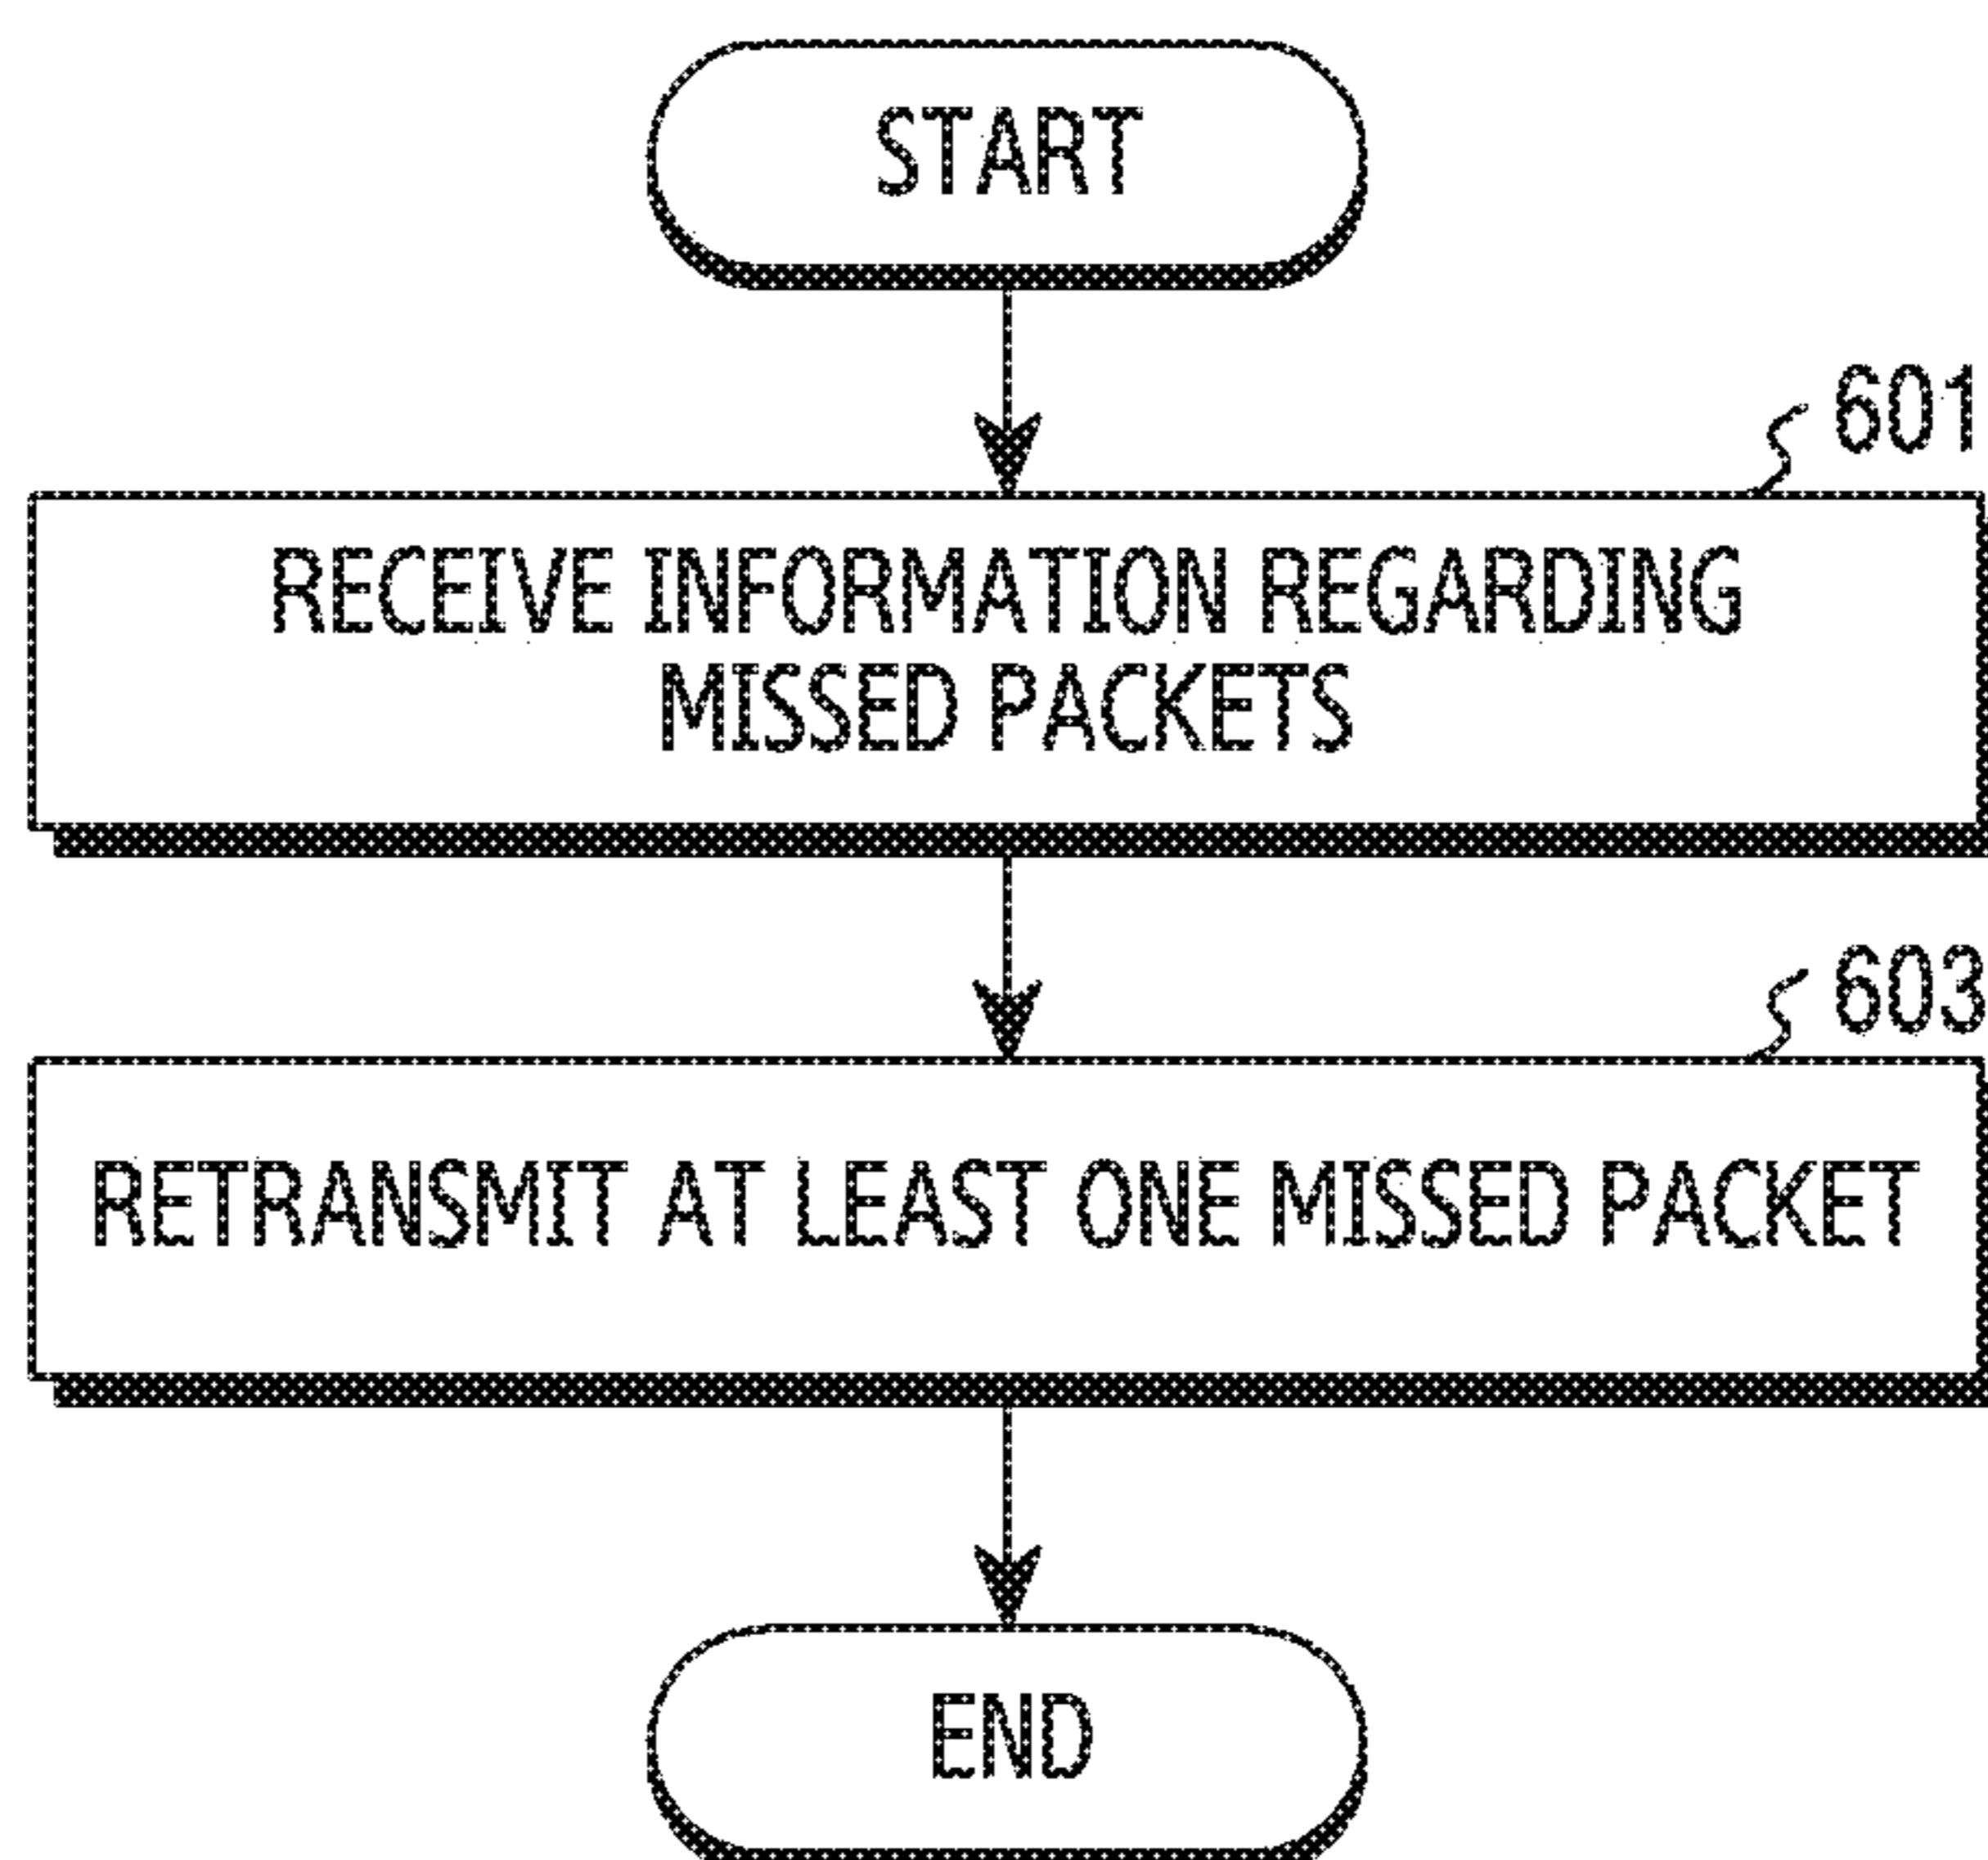 START
601
RECEIVE INFORMATION REGARDING
MISSED PACKETS
603
RETRANSMIT AT LEAST ONE MISSED PACKET
END